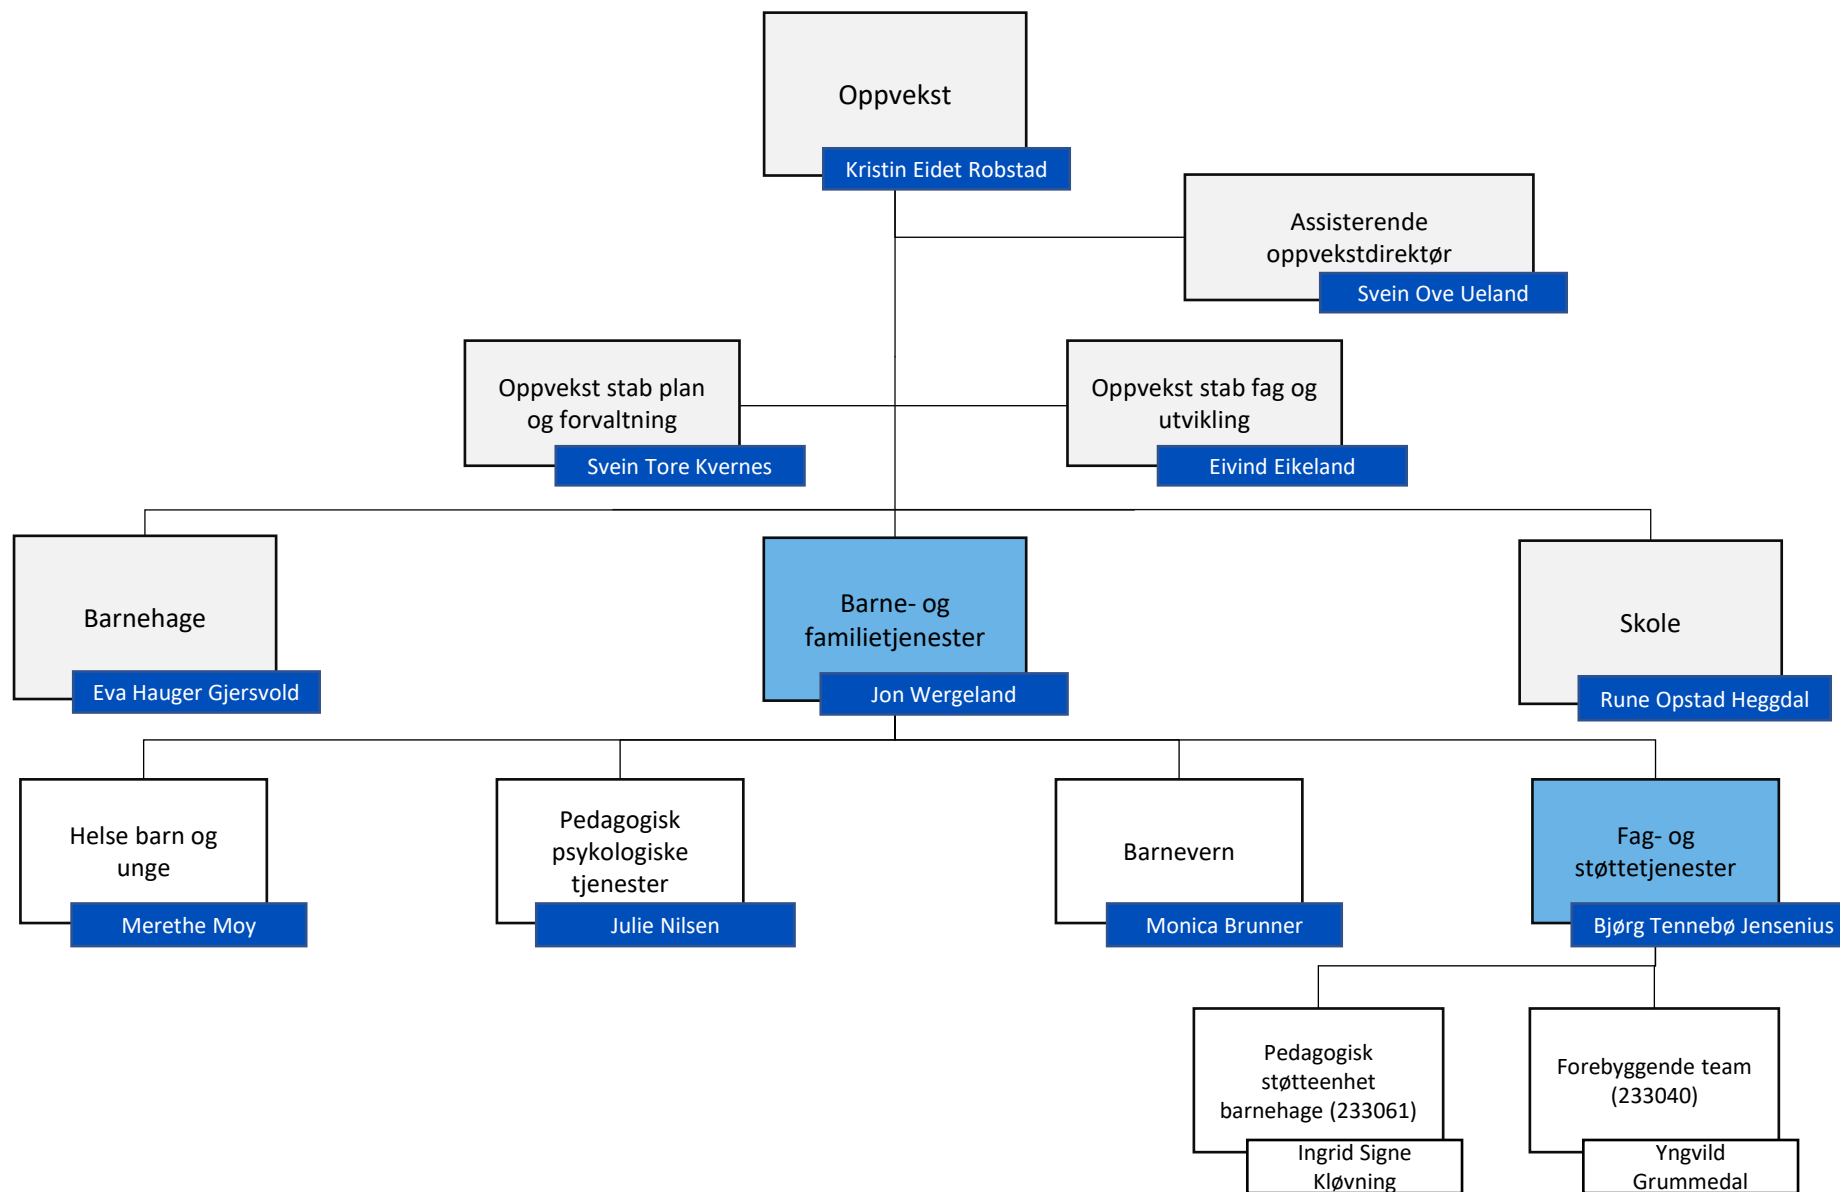 Oppvekst
Kristin Eidet Robstad
Assisterende
oppvekstdirektør
Svein Ove Ueland
Oppvekst stab plan
og forvaltning
Svein Tore Kvernes
Oppvekst stab fag og
utvikling
Eivind Eikeland
Barnehage
Eva Hauger Gjersvold
Barne- og
familietjenester
Jon Wergeland
Skole
Rune Opstad Heggdal
Helse barn og
unge
Merethe Moy
Pedagogisk
psykologiske
tjenester
Julie Nilsen
Barnevern
Monica Brunner
Fag- og
støttetjenester
Bjørg Tennebø Jensenius
Pedagogisk
støtteenhet
barnehage (233061)
Ingrid Signe
Kløvning
Forebyggende team
(233040)
Yngvild
Grummedal